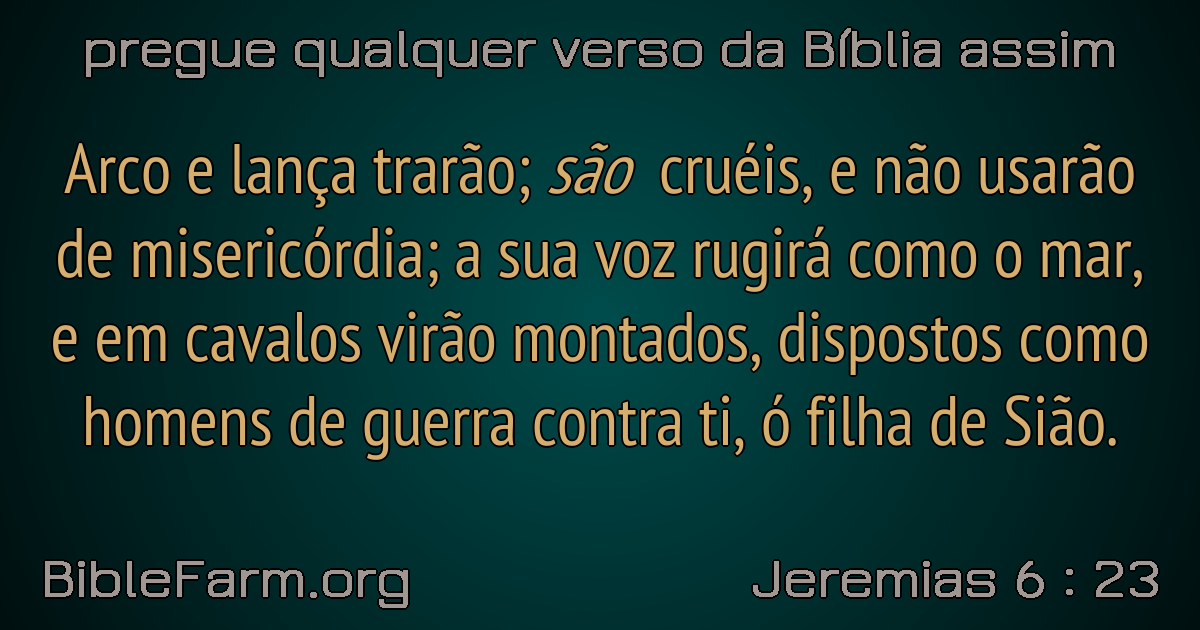 pregue qualquer verso da Bíblia assim
Arco e lança trarão; são cruéis, e não usarão
de misericórdia; a sua voz rugirá como o mar,
e em cavalos virão montados, dispostos como
homens de guerra contra ti, ó filha de Sião.
BibleFarm.org
Jeremias 6 : 23